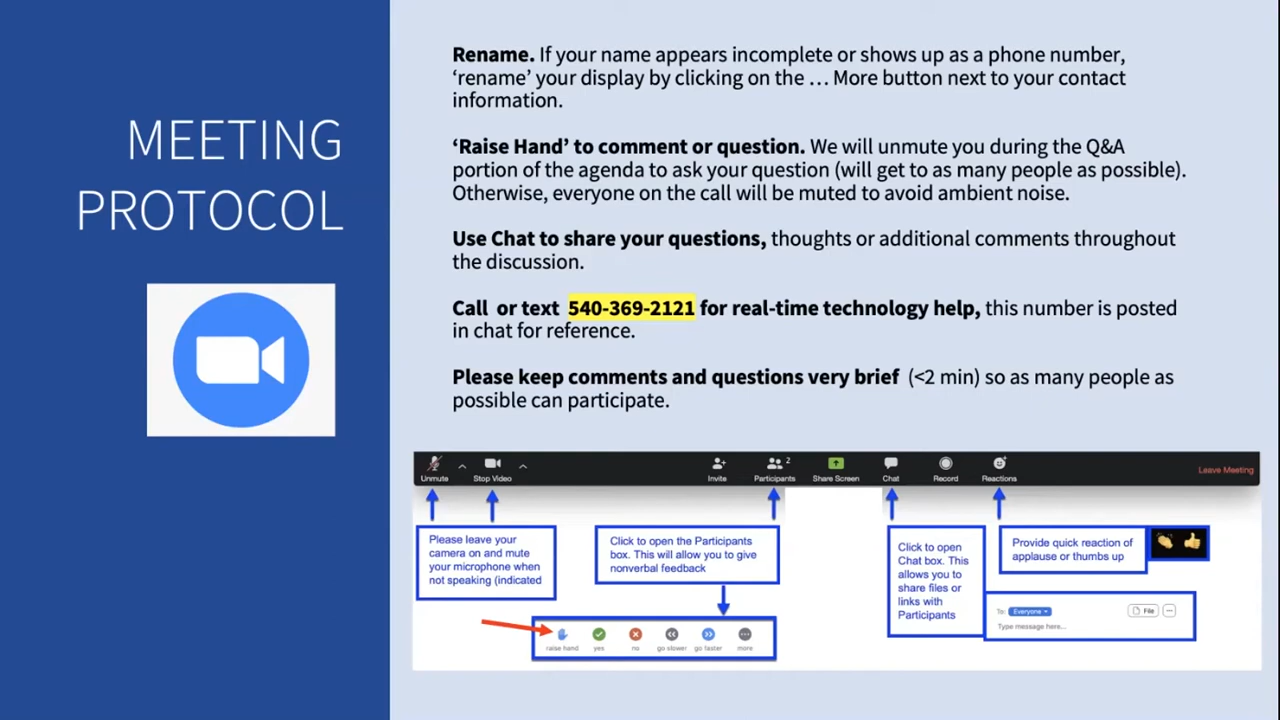 MEETING
PROTOCOL
Rename. If your name appears incomplete or shows up as a phone number,
‘rename’ your display by clicking on the … More button next to your contact
information.
‘Raise Hand’ to comment or question. We will unmute you during the Q&A
portion of the agenda to ask your question (will get to as many people as possible).
Otherwise, everyone on the call will be muted to avoid ambient noise.
Use Chat to share your questions, thoughts or additional comments throughout
the discussion.
Call or text 540-369-2121 for real-time technology help, this number is posted
in chat for reference.
Please keep comments and questions very brief (<2 min) so as many people as
possible can participate.
Unmute
Stop Video
Invite
2
Participants
Share Screen
Chat
Record
Reactions
Leave Meeting
Please leave your
camera on and mute
your microphone when
not speaking (indicated
Click to open the Participants
box. This will allow you to give
nonverbal feedback
raise hand
yes
no
go slower
go faster
more
Click to open
Chat box. This
allows you to
share files or
links with
Participants
Provide quick reaction of
applause or thumbs up
To: Everyone
File
Type message here...